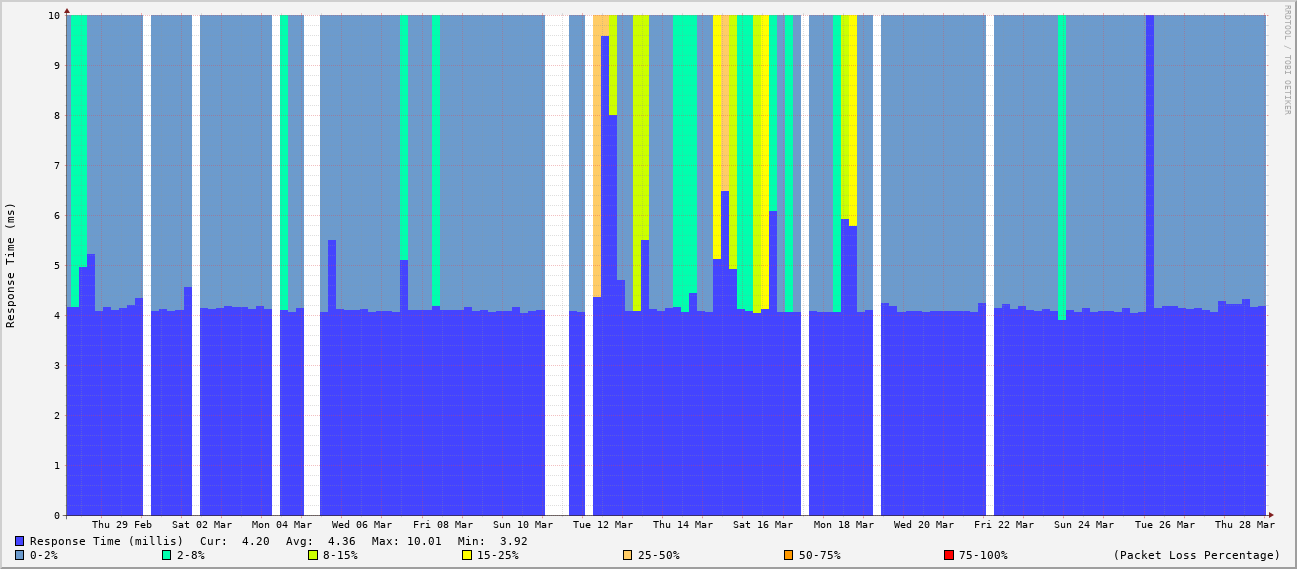 RRDTOOL / TOBI OETIKER
Response Time (ms)
10
9
8
7
6
5
4
3
2
1
0
Thu 29 Feb Sat 02 Mar Mon 04 Mar Wed 06 Mar Fri 08 Mar Sun 10 Mar Tue 12 Mar Thu 14 Mar Sat 16 Mar Mon 18 Mar Wed 20 Mar Fri 22 Mar Sun 24 Mar Tue 26 Mar Thu 28 Mar
Response Time (millis) Cur: 4.20 Avg: 4.36 Max: 10.01 Min: 3.92
0-2% 2-8% 8-15% 15-25% 25-50% 50-75% 75-100% (Packet Loss Percentage)